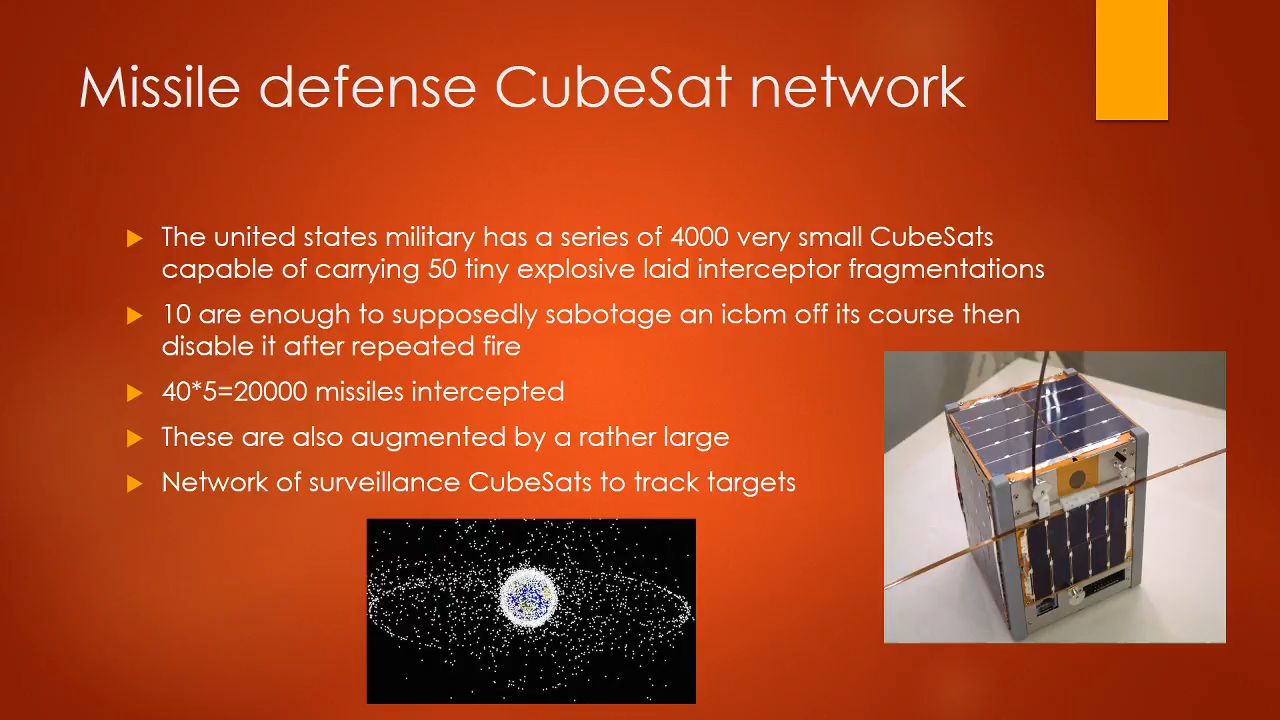 Missile defense CubeSat network
The united states military has a series of 4000 very small CubeSats
capable of carrying 50 tiny explosive laid interceptor fragmentations
10 are enough to supposedly sabotage an icbm off its course then
disable it after repeated fire
40*5=20000 missiles intercepted
These are also augmented by a rather large
Network of surveillance CubeSats to track targets